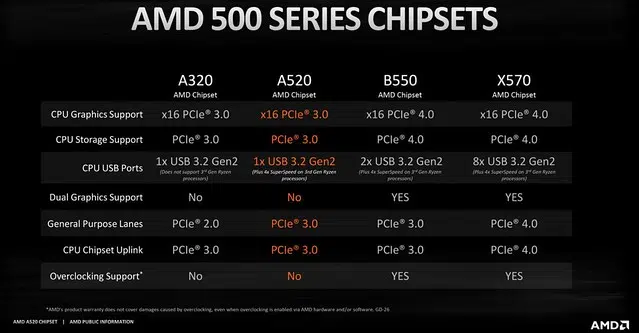 AMD 500 SERIES CHIPSETS
A320 A520 B550 X570
AMD Chipset AMD Chipset AMD Chipset AMD Chipset
CPU Graphics Support x16 PCIe® 3.0 x16 PCIe® 3.0 x16 PCIe® 4.0 x16 PCIe® 4.0
CPU Storage Support PCIe® 3.0 PCIe® 3.0 PCIe® 4.0 PCIe® 4.0
CPU USB Ports 1x USB 3.2 Gen2 1x USB 3.2 Gen2 2x USB 3.2 Gen2 8x USB 3.2 Gen2
(Does not support 3rd Gen Ryzen (Plus 4x SuperSpeed on 3rd Gen Ryzen (Plus 4x SuperSpeed on 3rd Gen Ryzen (Plus 4x SuperSpeed on 3rd Gen Ryzen
processors) processors) processors) processors)
Dual Graphics Support No No YES YES
General Purpose Lanes PCIe® 2.0 PCIe® 3.0 PCIe® 3.0 PCIe® 4.0
CPU Chipset Uplink PCIe® 3.0 PCIe® 3.0 PCIe® 3.0 PCIe® 4.0
Overclocking Support* No No YES YES
*AMD's product warranty does not cover damages caused by overclocking, even when overclocking is enabled via AMD hardware and/or software. GD-26
AMD A520 CHIPSET | AMD PUBLIC INFORMATION
AMD